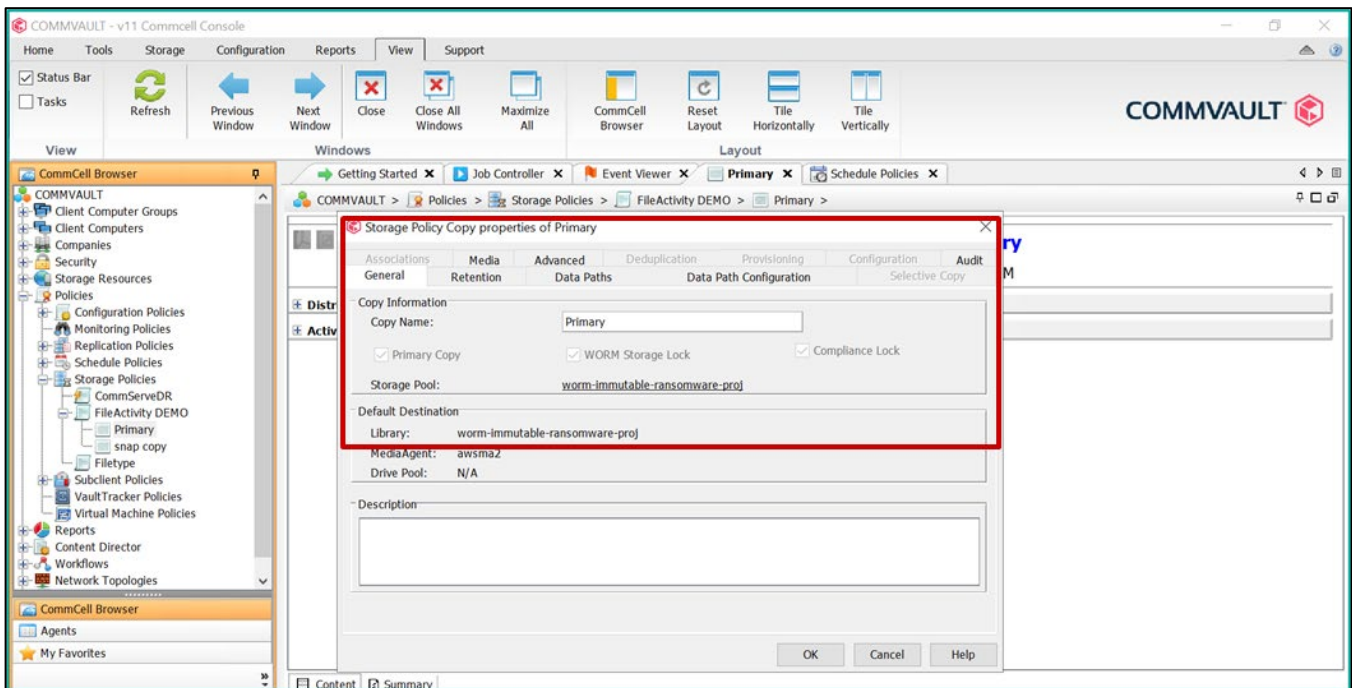 COMMVAULT - v11 Commcell Console
Home Tools Storage Configuration Reports View Support
Status Bar
Tasks
Refresh
Previous Window
Next Window
Close
Close All Windows
Maximize All
CommCell Browser
Reset Layout
Tile Horizontally
Tile Vertically
COMMVAULT
View Windows Layout
CommCell Browser
Getting Started Job Controller Event Viewer Primary Schedule Policies
COMMVAULT > Policies > Storage Policies > FileActivity DEMO > Primary >
COMMVAULT
Client Computer Groups
Client Computers
Companies
Security
Storage Resources
Policies
Configuration Policies
Monitoring Policies
Replication Policies
Schedule Policies
Storage Policies
CommServeDR
FileActivity DEMO
Primary
snap copy
Filetype
Subclient Policies
VaultTracker Policies
Virtual Machine Policies
Reports
Content Director
Workflows
Network Topologies
CommCell Browser
Agents
My Favorites
ry
M
Distr
Activ
Storage Policy Copy properties of Primary
Associations Media Advanced Deduplication Provisioning Configuration Audit
General Retention Data Paths Data Path Configuration Selective Copy
Copy Information
Copy Name: Primary
Primary Copy WORM Storage Lock Compliance Lock
Storage Pool: worm-immutable-ransomware-proj
Default Destination
Library: worm-immutable-ransomware-proj
MediaAgent: awsma2
Drive Pool: N/A
Description
OK Cancel Help
Content Summary